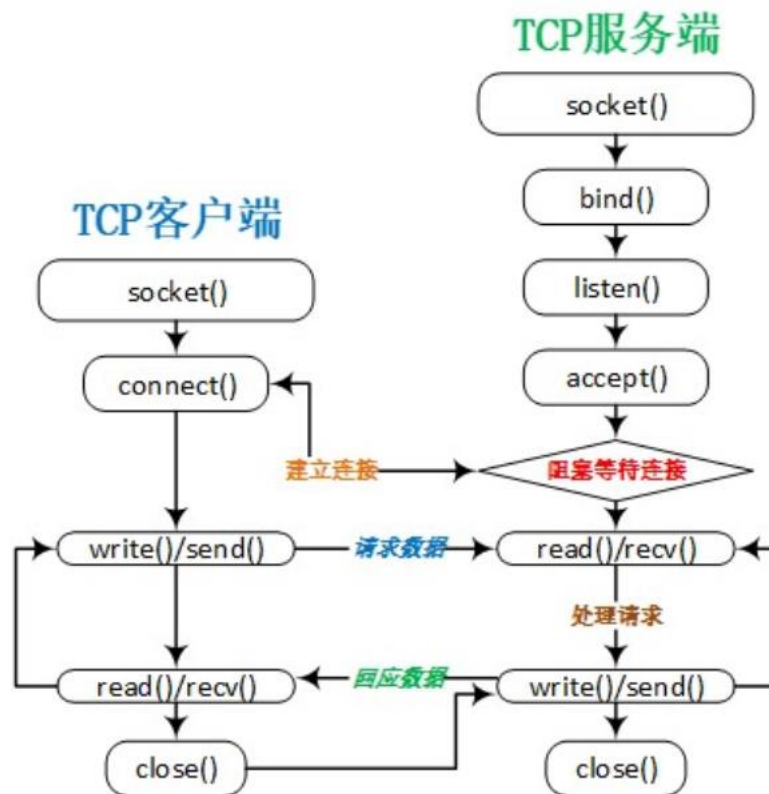 TCP服务端
socket()
bind()
TCP客户端
listen()
socket()
accept()
connect()
建立连接
阻塞等待连接
write()/send()
请求数据
read()/recv()
处理请求
read()/recv()
回应数据
write()/send()
close()
close()